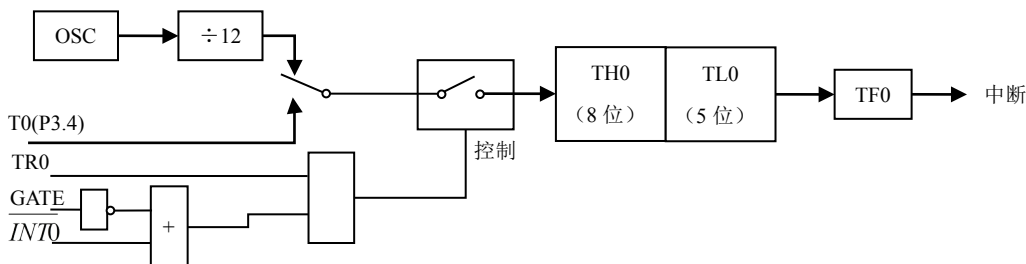 OSC
÷12
TH0
(8 位)
TL0
(5 位)
TF0
中断
T0(P3.4)
控制
TR0
GATE
INT0
+